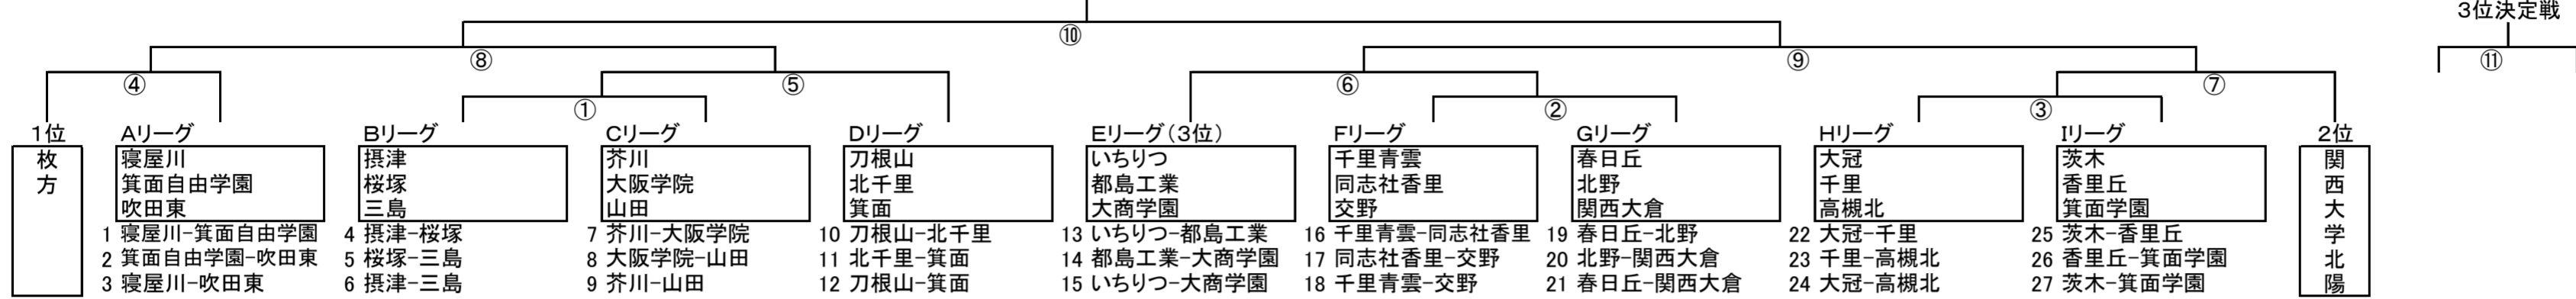 3位決定戦
⑩
⑧ ⑨ ⑪
④ ⑤ ⑥ ⑦
① ② ③
1位 Aリーグ Bリーグ Cリーグ Dリーグ Eリーグ(3位) Fリーグ Gリーグ Hリーグ Iリーグ 2位
枚 寝屋川 摂津 芥川 刀根山 いちりつ 千里青雲 春日丘 大冠 茨木 関
方 箕面自由学園 桜塚 大阪学院 北千里 都島工業 同志社香里 北野 千里 香里丘 西
吹田東 三島 山田 箕面 大商学園 交野 関西大倉 高槻北 箕面学園 大
1 寝屋川-箕面自由学園 4 摂津-桜塚 7 芥川-大阪学院 10 刀根山-北千里 13 いちりつ-都島工業 16 千里青雲-同志社香里 19 春日丘-北野 22 大冠-千里 25 茨木-香里丘 学
2 箕面自由学園-吹田東 5 桜塚-三島 8 大阪学院-山田 11 北千里-箕面 14 都島工業-大商学園 17 同志社香里-交野 20 北野-関西大倉 23 千里-高槻北 26 香里丘-箕面学園 北
3 寝屋川-吹田東 6 摂津-三島 9 芥川-山田 12 刀根山-箕面 15 いちりつ-大商学園 18 千里青雲-交野 21 春日丘-関西大倉 24 大冠-高槻北 27 茨木-箕面学園 陽